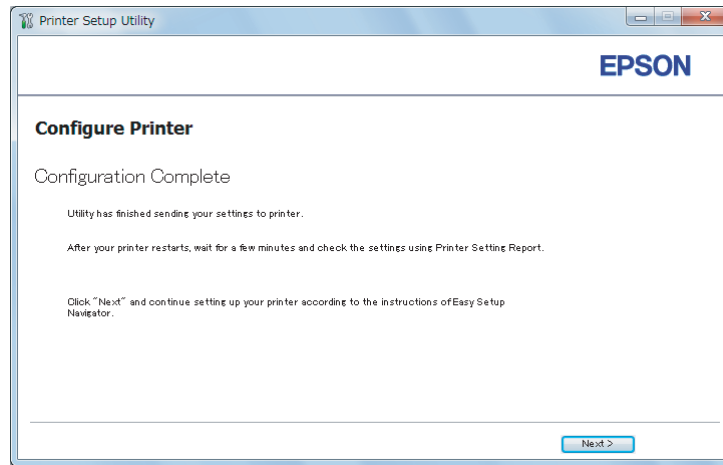 Printer Setup Utility
EPSON
Configure Printer
Configuration Complete
Utility has finished sending your settings to printer.
After your printer restarts, wait for a few minutes and check the settings using Printer Setting Report.
Click "Next" and continue setting up your printer according to the instructions of Easy Setup
Navigator.
Next >